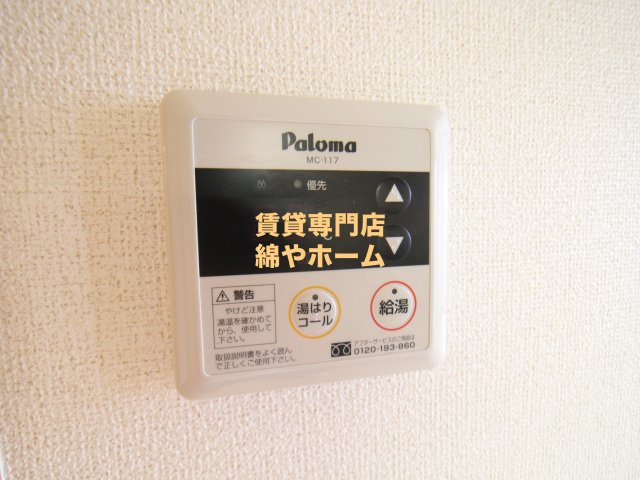 Paloma
MC-117
優先
賃貸専門店
℃
綿やホーム
警告
やけど注意
湯温を確かめて
から、使用して
下さい。
取扱説明書をよく読ん
で正しくご使用下さい。
湯はり
コール
給湯
アフターサービスのご用命は
0120-193-860